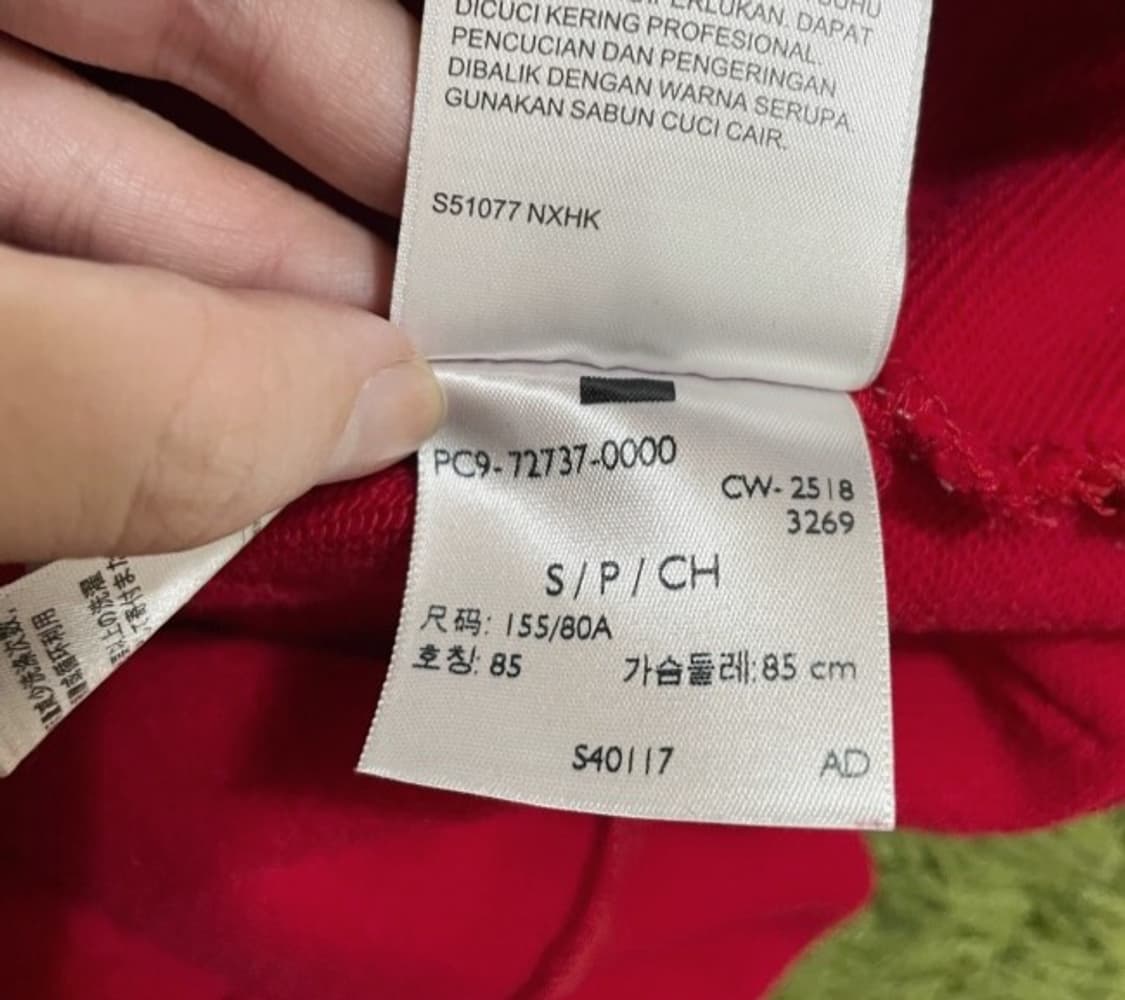 DICUCI KERING PROFESIONAL.
PENCUCIAN DAN PENGERINGAN
DIBALIK DENGAN WARNA SERUPA.
GUNAKAN SABUN CUCI CAIR.
S51077 NXHK
PC9-72737-0000
CW-2518
3269
S/P/CH
尺码: 155/80A
호칭: 85 가슴둘레:85 cm
S40117 AD